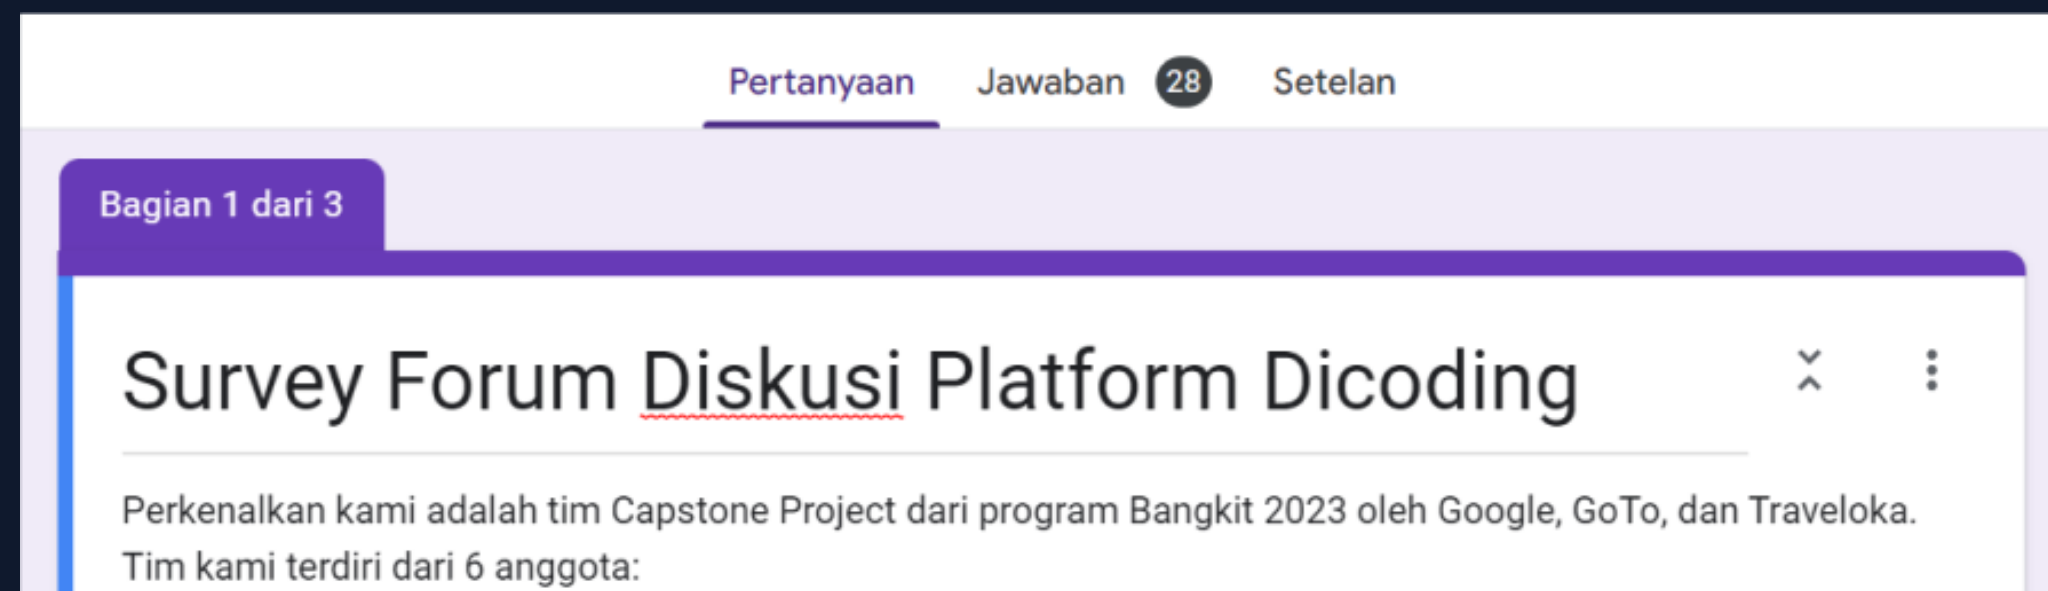 Pertanyaan Jawaban 28 Setelan
Bagian 1 dari 3
Survey Forum Diskusi Platform Dicoding
Perkenalkan kami adalah tim Capstone Project dari program Bangkit 2023 oleh Google, GoTo, dan Traveloka.
Tim kami terdiri dari 6 anggota: